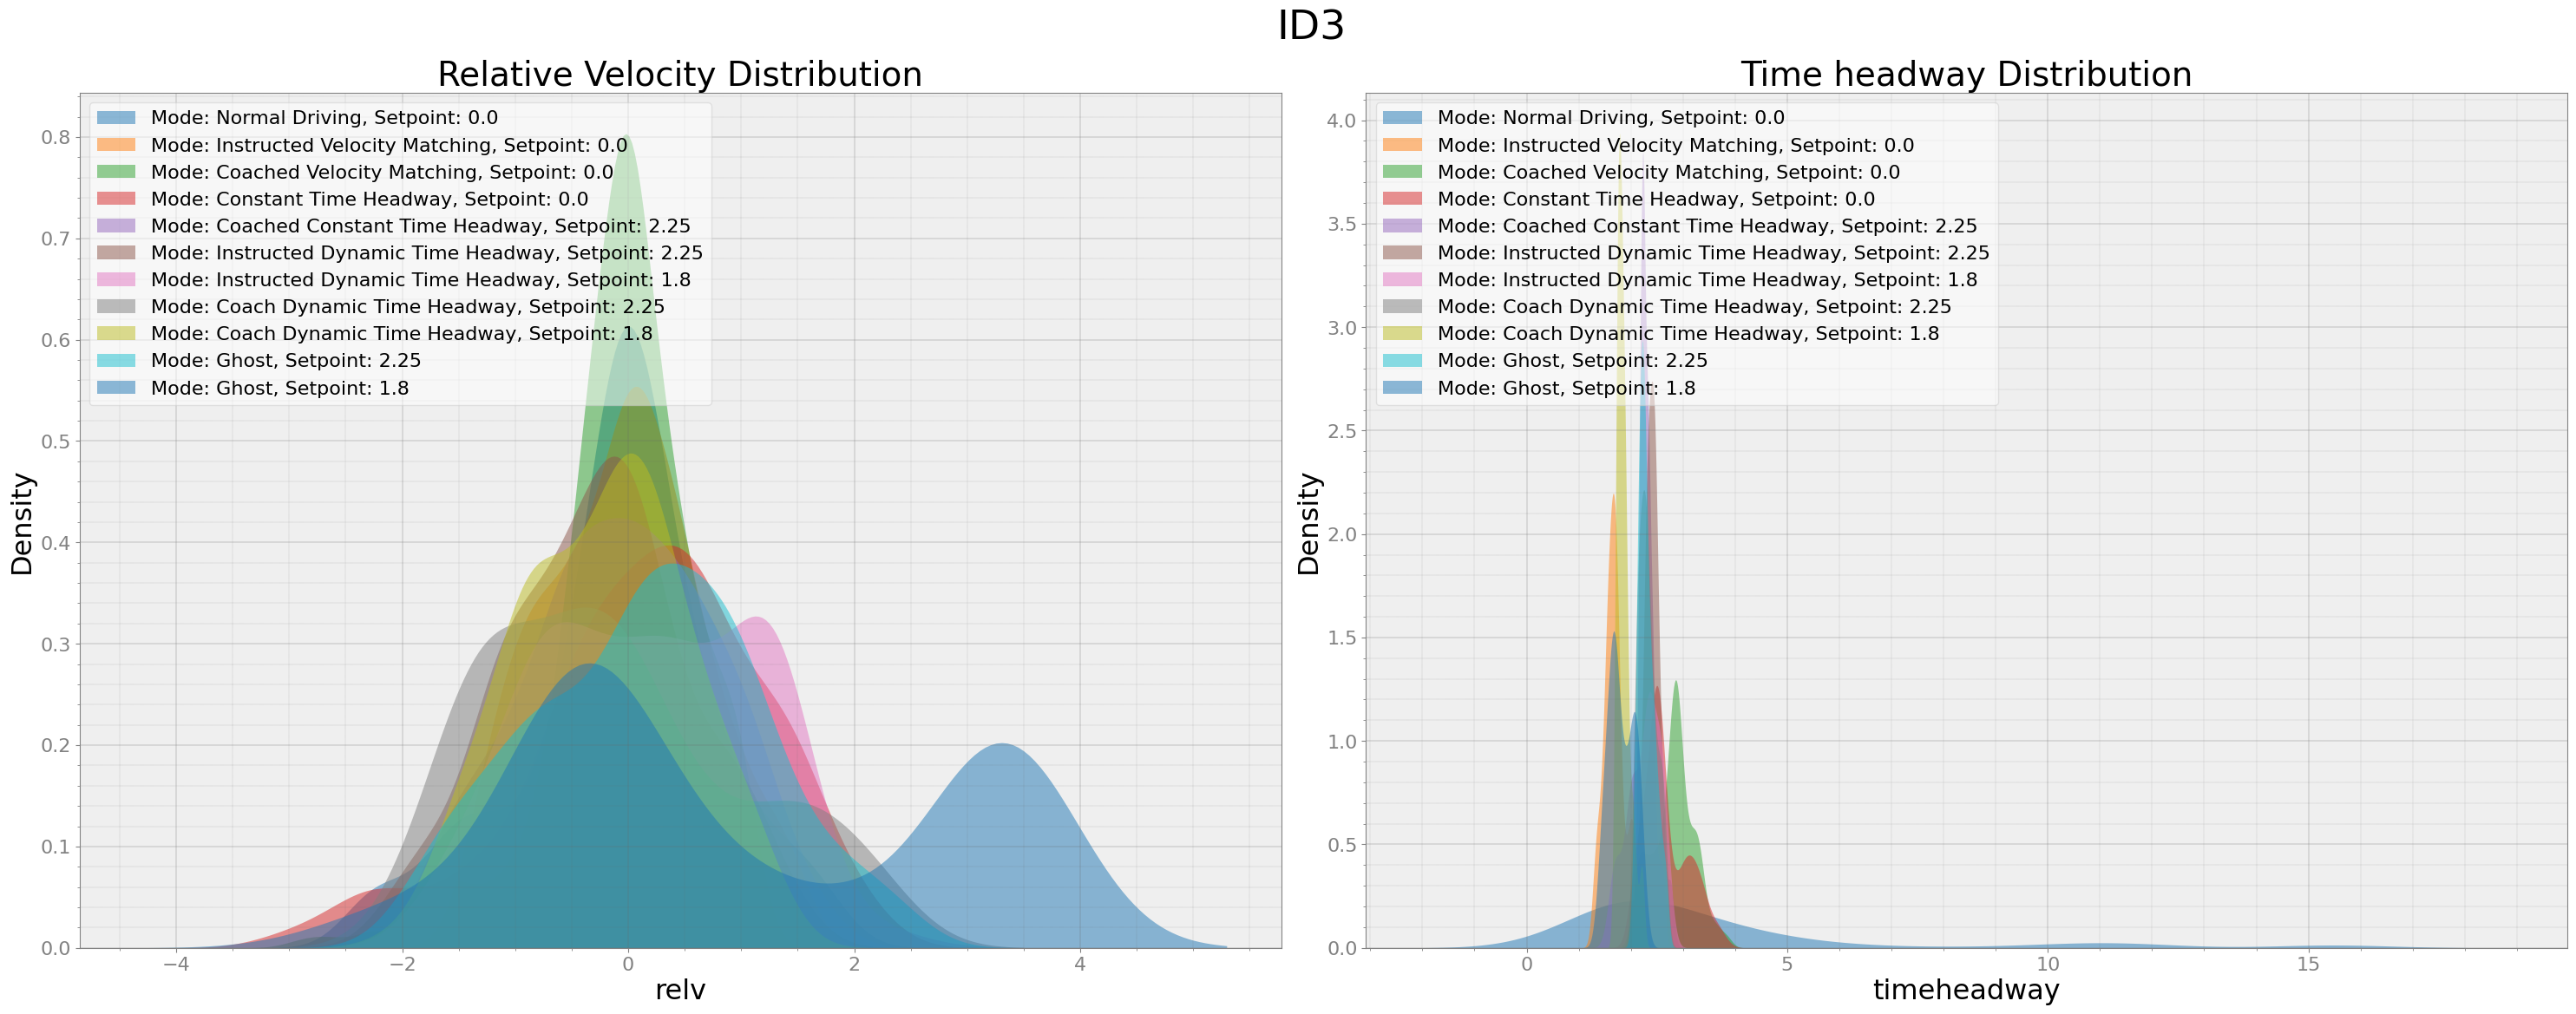 ID3
Relative Velocity Distribution
Mode: Normal Driving, Setpoint: 0.0
Mode: Instructed Velocity Matching, Setpoint: 0.0
Mode: Coached Velocity Matching, Setpoint: 0.0
Mode: Constant Time Headway, Setpoint: 0.0
Mode: Coached Constant Time Headway, Setpoint: 2.25
Mode: Instructed Dynamic Time Headway, Setpoint: 2.25
Mode: Instructed Dynamic Time Headway, Setpoint: 1.8
Mode: Coach Dynamic Time Headway, Setpoint: 2.25
Mode: Coach Dynamic Time Headway, Setpoint: 1.8
Mode: Ghost, Setpoint: 2.25
Mode: Ghost, Setpoint: 1.8
Density
0.8
0.7
0.6
0.5
0.4
0.3
0.2
0.1
0.0
−4 −2 0 2 4
relv
Time headway Distribution
Mode: Normal Driving, Setpoint: 0.0
Mode: Instructed Velocity Matching, Setpoint: 0.0
Mode: Coached Velocity Matching, Setpoint: 0.0
Mode: Constant Time Headway, Setpoint: 0.0
Mode: Coached Constant Time Headway, Setpoint: 2.25
Mode: Instructed Dynamic Time Headway, Setpoint: 2.25
Mode: Instructed Dynamic Time Headway, Setpoint: 1.8
Mode: Coach Dynamic Time Headway, Setpoint: 2.25
Mode: Coach Dynamic Time Headway, Setpoint: 1.8
Mode: Ghost, Setpoint: 2.25
Mode: Ghost, Setpoint: 1.8
Density
4.0
3.5
3.0
2.5
2.0
1.5
1.0
0.5
0.0
0 5 10 15
timeheadway